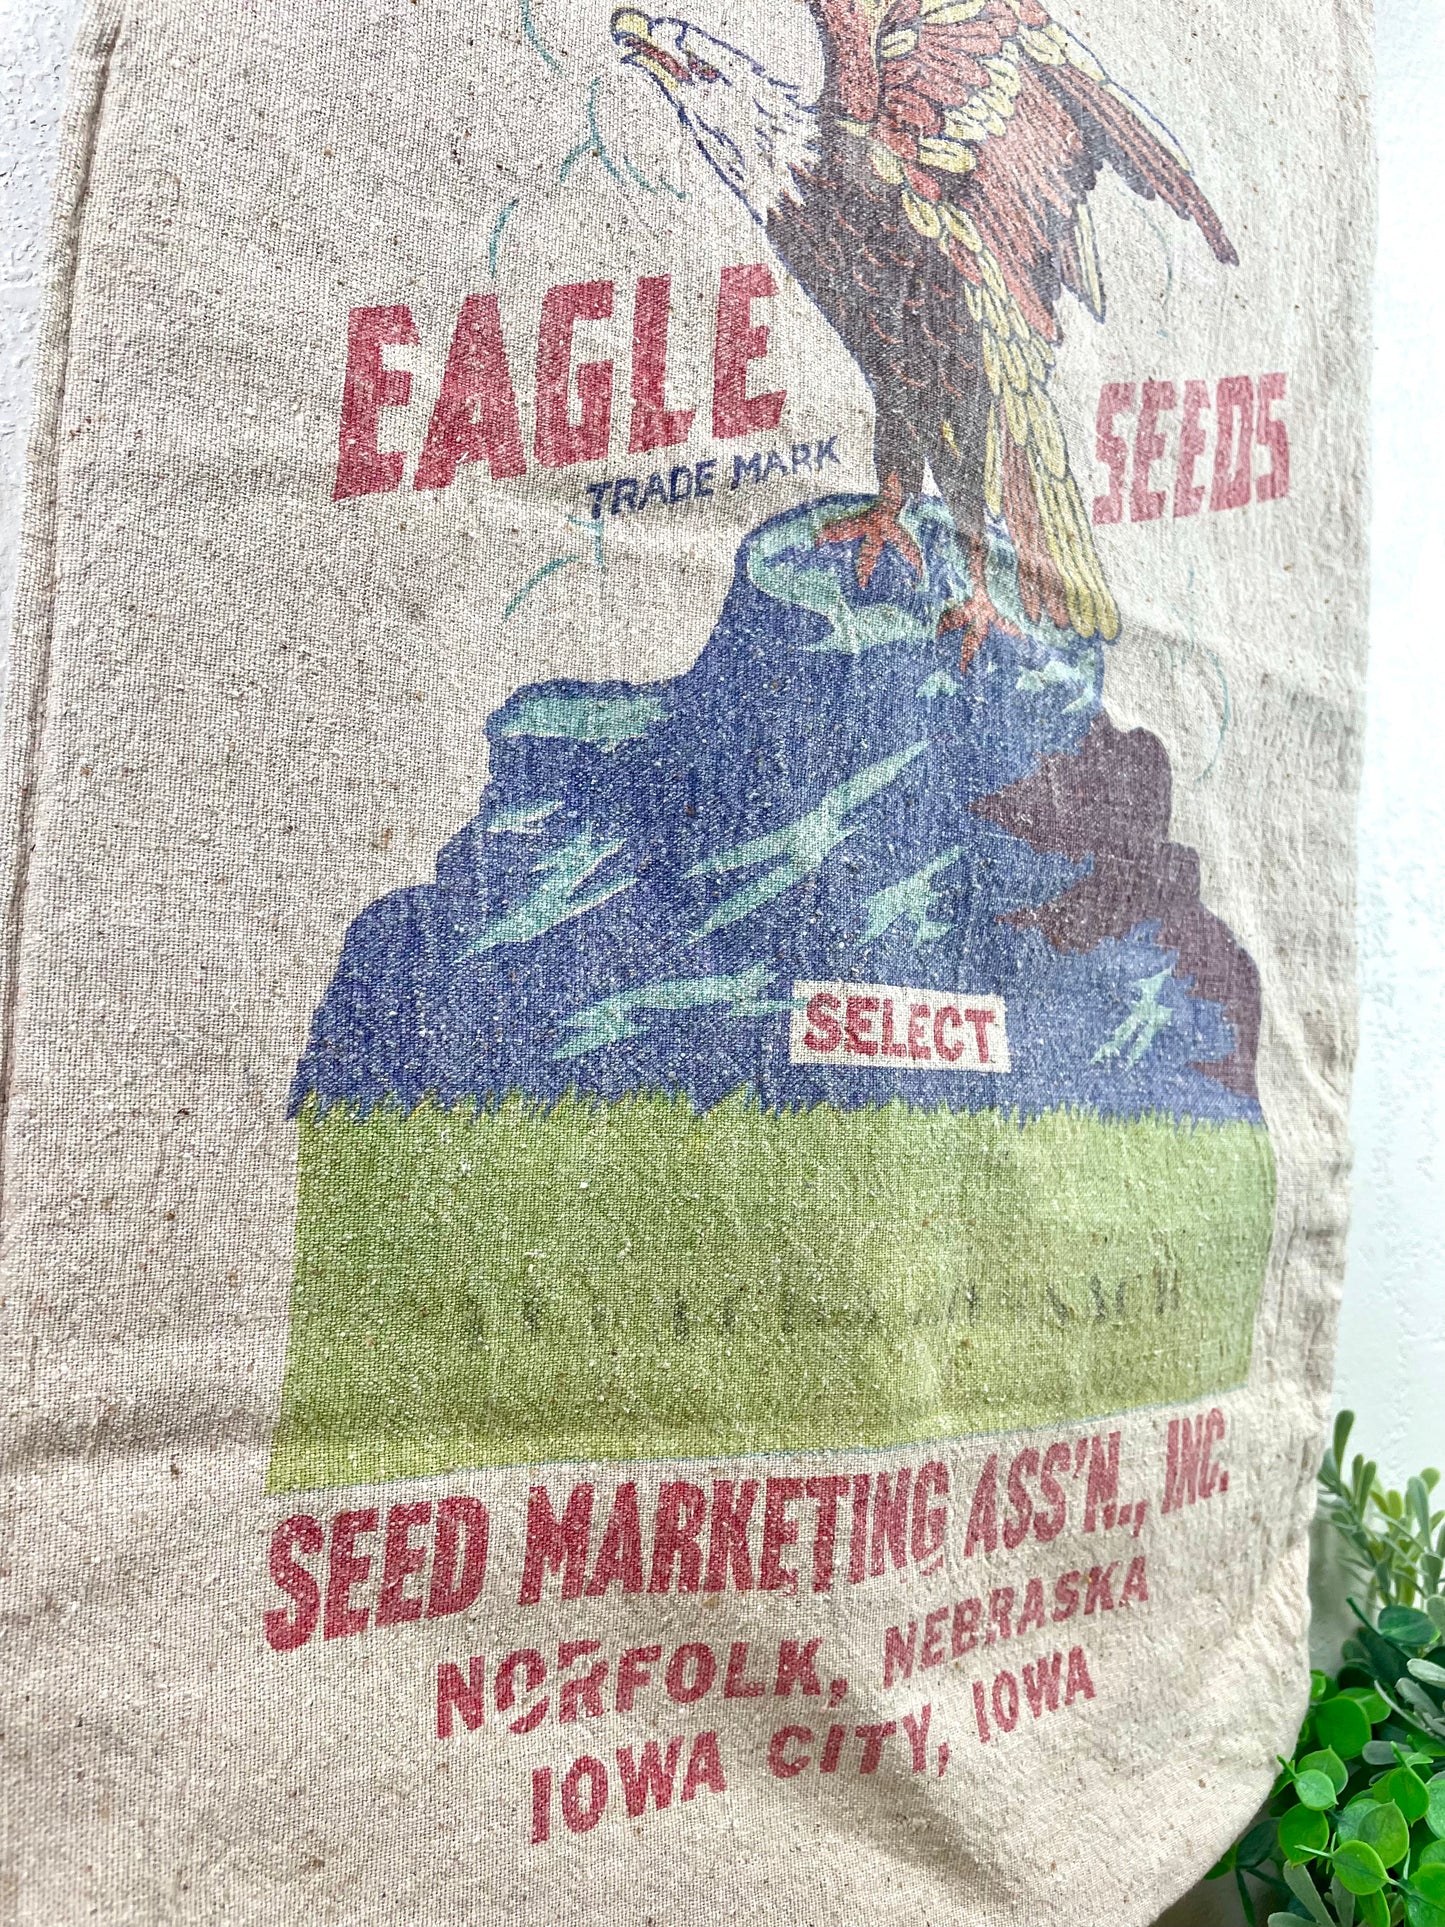 EAGLE SEEDS
TRADE MARK
SELECT
SEED MARKETING ASS'N., INC.
NORFOLK, NEBRASKA
IOWA CITY, IOWA